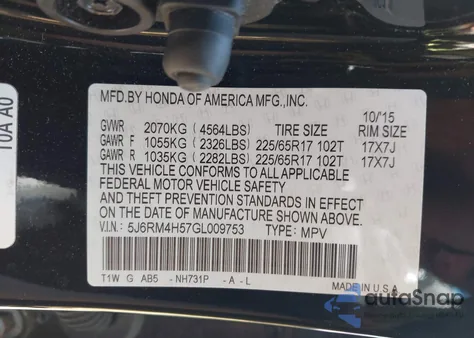 MFD.BY HONDA OF AMERICA MFG.,INC.
10/'15
GVWR 2070KG ( 4564LBS) TIRE SIZE RIM SIZE
GAWR F 1055KG ( 2326LBS) 225/65R17 102T 17X7J
GAWR R 1035KG ( 2282LBS) 225/65R17 102T 17X7J
THIS VEHICLE CONFORMS TO ALL APPLICABLE
FEDERAL MOTOR VEHICLE SAFETY
AND THEFT PREVENTION STANDARDS IN EFFECT
ON THE DATE OF MANUFACTURE SHOWN ABOVE.
V.I.N.: 5J6RM4H57GL009753 TYPE: MPV
T1W G AB5 - NH731P - A - L MADE IN U.S.A
10A A0
autaSnap